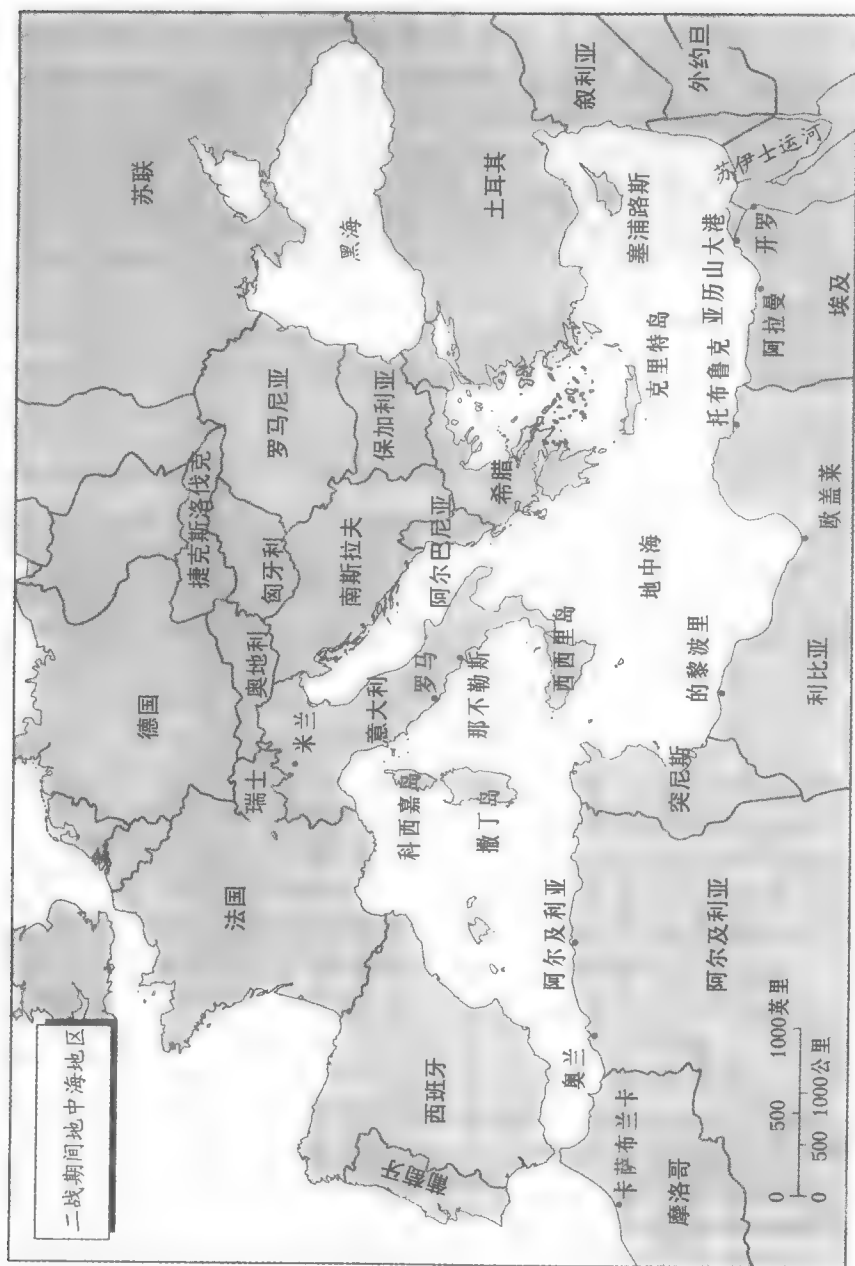 二战期间地中海地区
苏联
德国
法国
瑞士
奥地利
捷克斯洛伐克
匈牙利
罗马尼亚
黑海
保加利亚
南斯拉夫
阿尔巴尼亚
希腊
土耳其
叙利亚
外约旦
苏伊士运河
塞浦路斯
克里特岛
亚历山大港
开罗
阿拉曼
埃及
托布鲁克
欧盖莱
地中海
的黎波里
利比亚
米兰
意大利
罗马
那不勒斯
西西里岛
科西嘉岛
撒丁岛
突尼斯
西班牙
葡萄牙
阿尔及利亚
阿尔及利亚
奥兰
卡萨布兰卡
摩洛哥
0 500 1000英里
0 500 1000公里